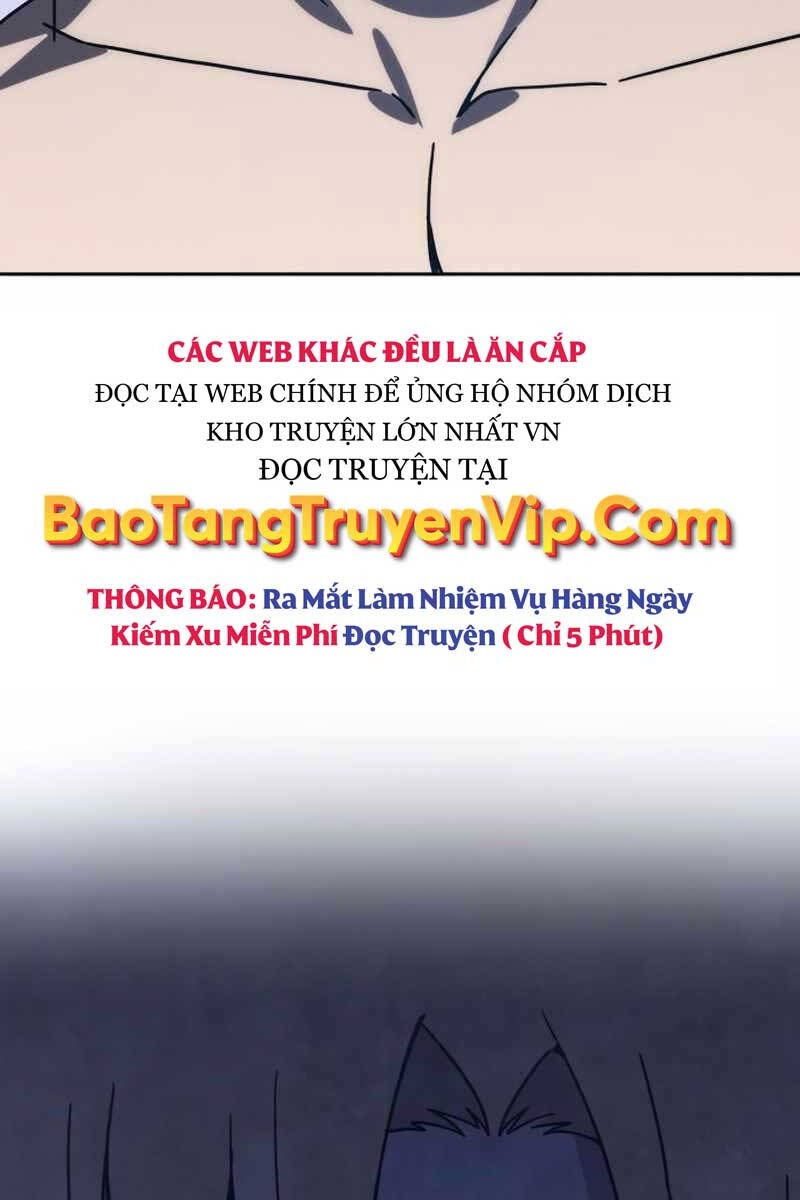 CÁC WEB KHÁC ĐỀU LÀ ĂN CẮP
ĐỌC TẠI WEB CHÍNH ĐỂ ỦNG HỘ NHÓM DỊCH
KHO TRUYỆN LỚN NHẤT VN
ĐỌC TRUYỆN TẠI
BaoTangTruyenVip.Com
THÔNG BÁO: Ra Mắt Làm Nhiệm Vụ Hàng Ngày
Kiếm Xu Miễn Phí Đọc Truyện ( Chỉ 5 Phút)